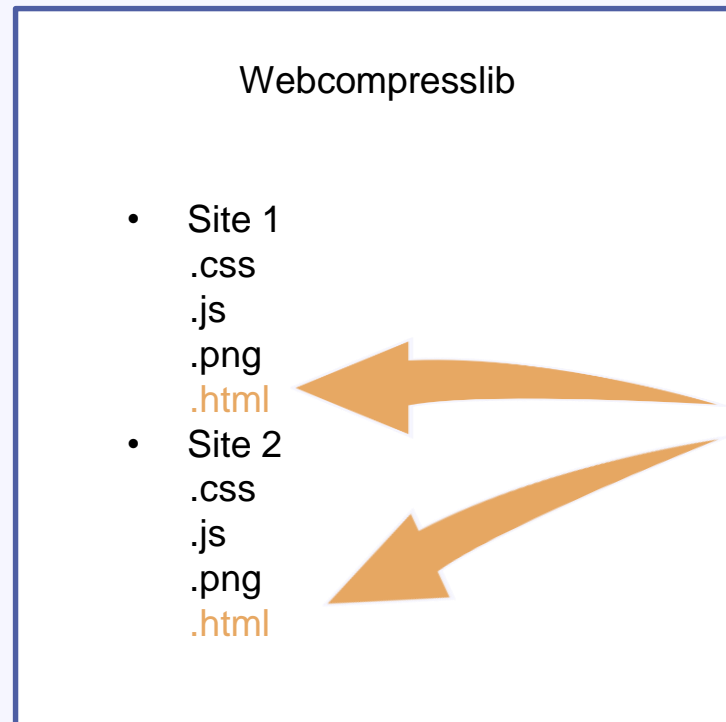 Webcompresslib
• Site 1
.css
.js
.png
.html
• Site 2
.css
.js
.png
.html